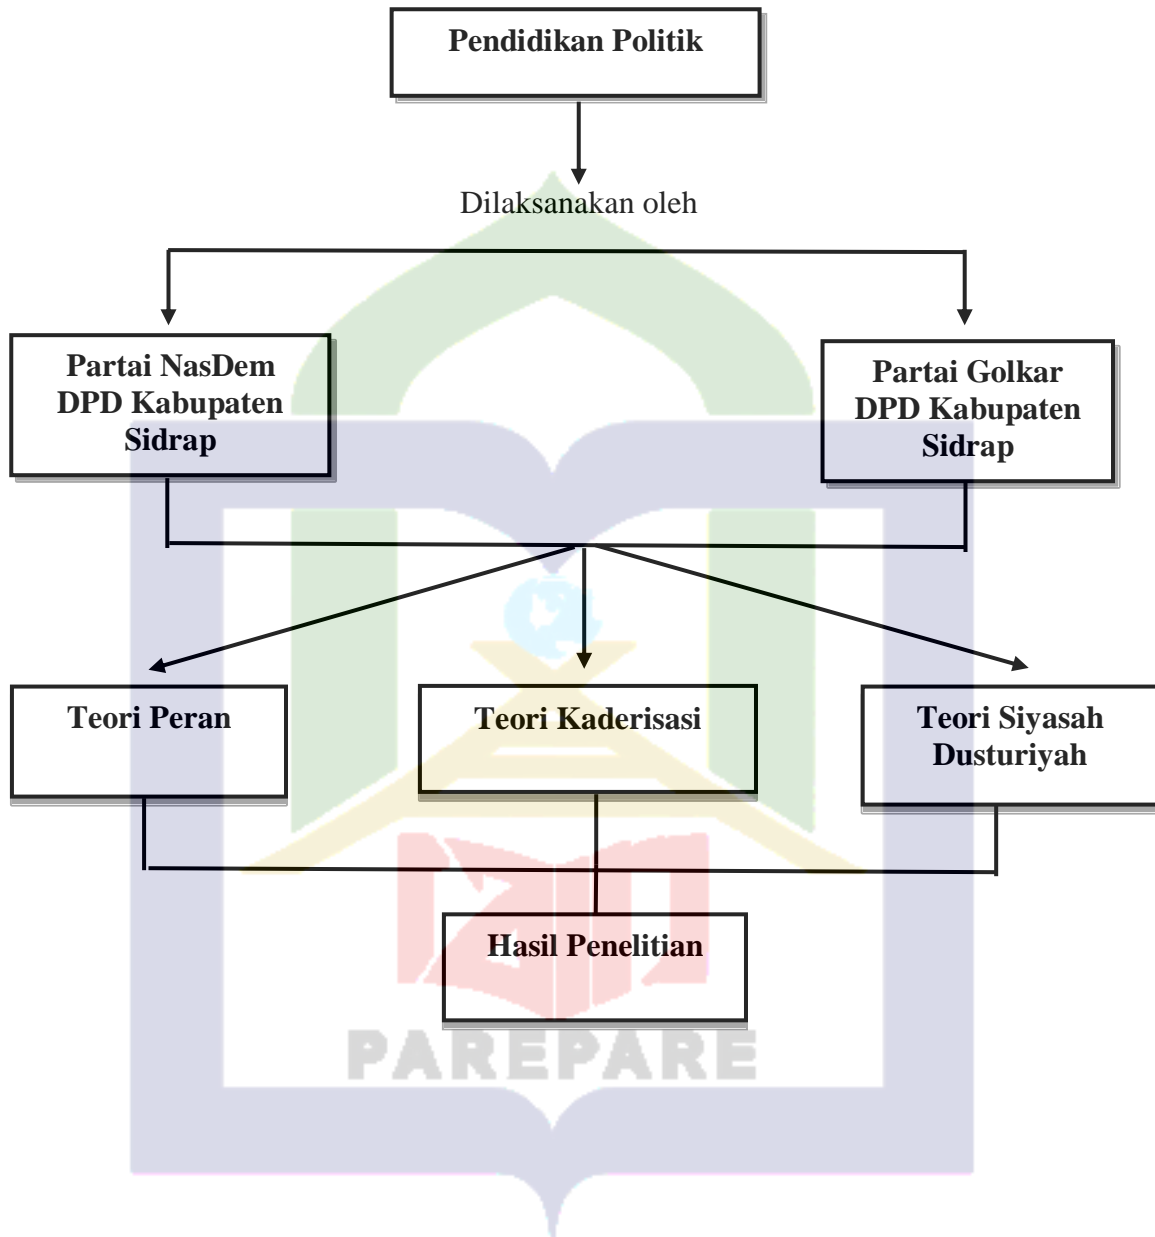 Pendidikan Politik
Dilaksanakan oleh
Partai NasDem
DPD Kabupaten
Sidrap
Partai Golkar
DPD Kabupaten
Sidrap
Teori Peran
Teori Kaderisasi
Teori Siyasah
Dusturiyah
Hasil Penelitian
PAREPARE